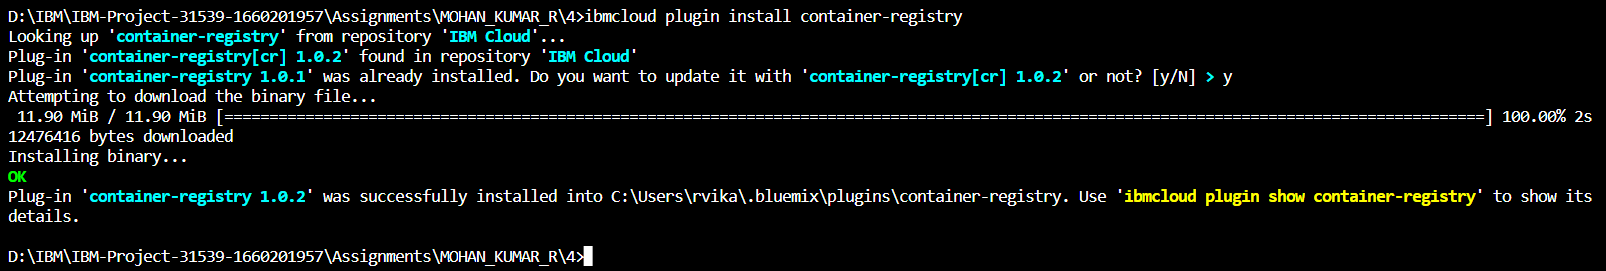 D:\IBM\IBM-Project-31539-1660201957\Assignments\MOHAN_KUMAR_R\4>ibmcloud plugin install container-registry
Looking up 'container-registry' from repository 'IBM Cloud'...
Plug-in 'container-registry[cr] 1.0.2' found in repository 'IBM Cloud'
Plug-in 'container-registry 1.0.1' was already installed. Do you want to update it with 'container-registry[cr] 1.0.2' or not? [y/N] > y
Attempting to download the binary file...
 11.90 MiB / 11.90 MiB [============================================================================================================================================] 100.00% 2s
12476416 bytes downloaded
Installing binary...
OK
Plug-in 'container-registry 1.0.2' was successfully installed into C:\Users\rvika\.bluemix\plugins\container-registry. Use 'ibmcloud plugin show container-registry' to show its
details.
D:\IBM\IBM-Project-31539-1660201957\Assignments\MOHAN_KUMAR_R\4>